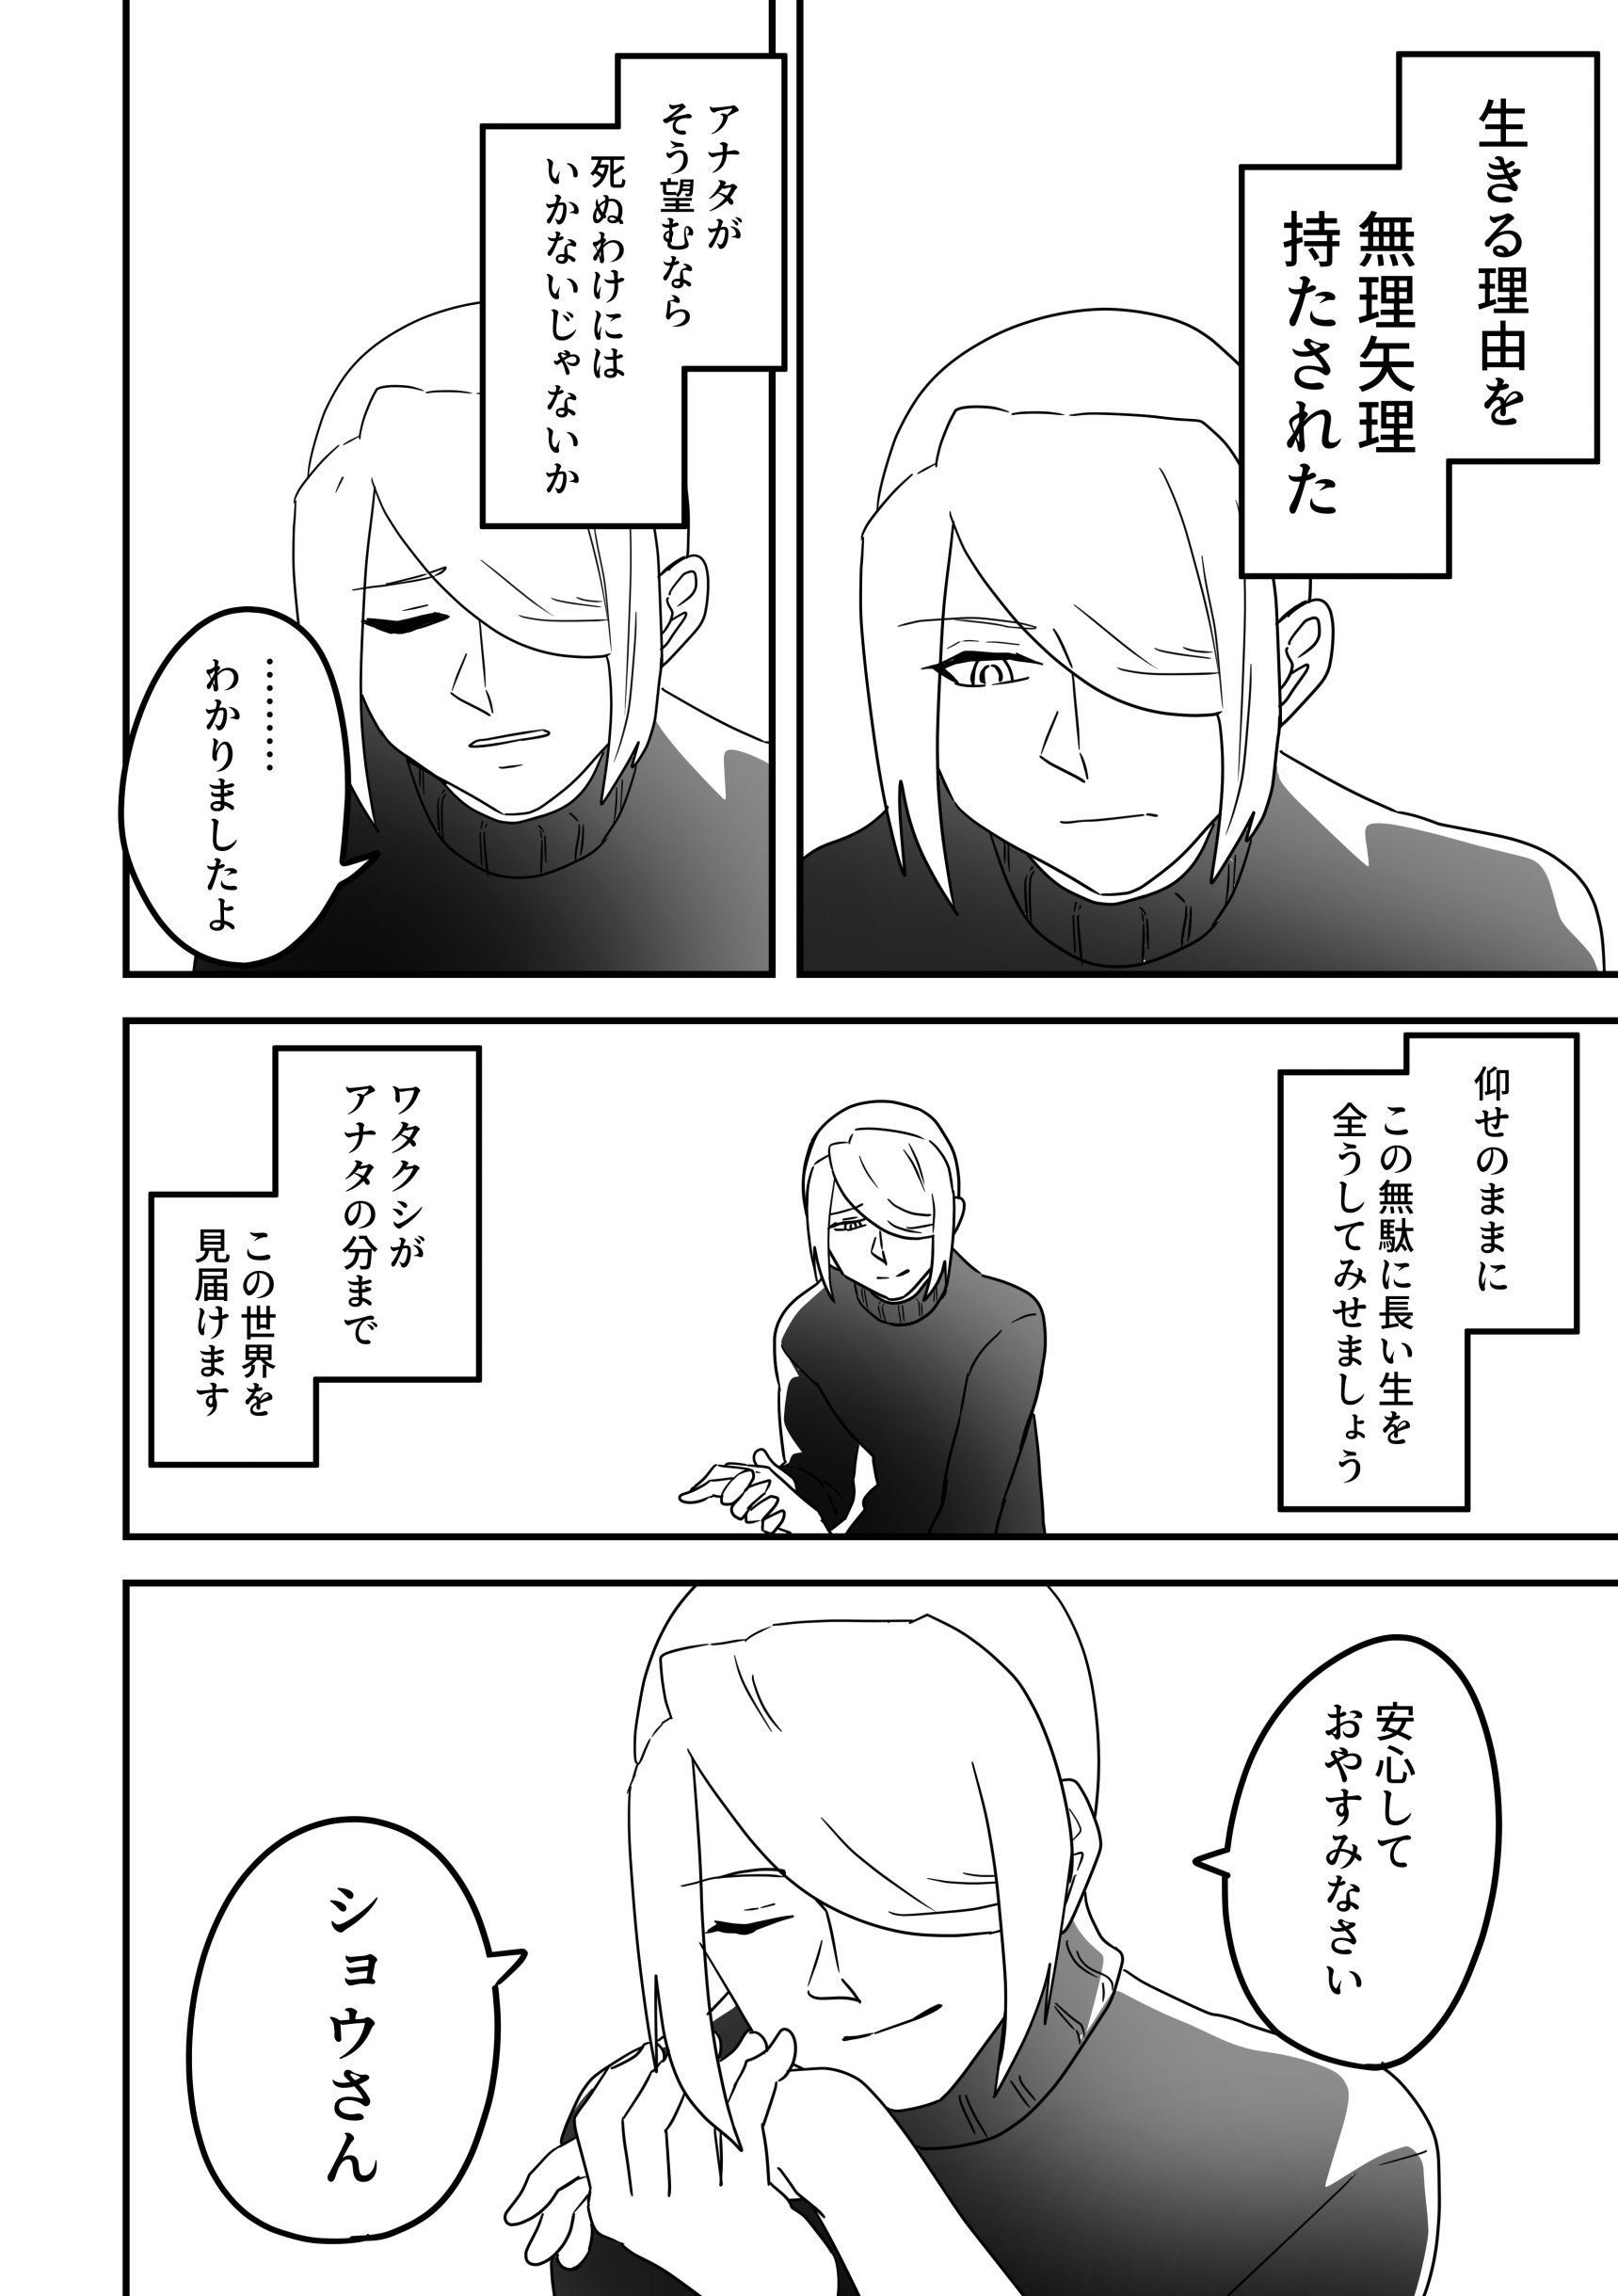 生きる理由を
無理矢理
持たされた
アナタが
そう望むなら
死ぬわけには
いかないじゃないか
………
わかりましたよ
仰せのままに
この無駄に長い生を
全うしてみせましょう
ワタクシが
アナタの分まで
この世界を
見届けます
安心して
おやすみなさい
ショウさん